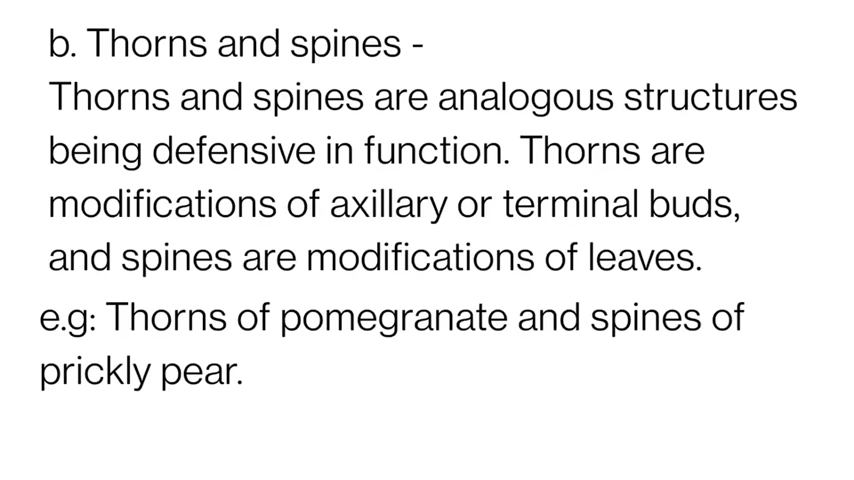 b. Thorns and spines -
Thorns and spines are analogous structures
being defensive in function. Thorns are
modifications of axillary or terminal buds,
and spines are modifications of leaves.
e.g: Thorns of pomegranate and spines of
prickly pear.